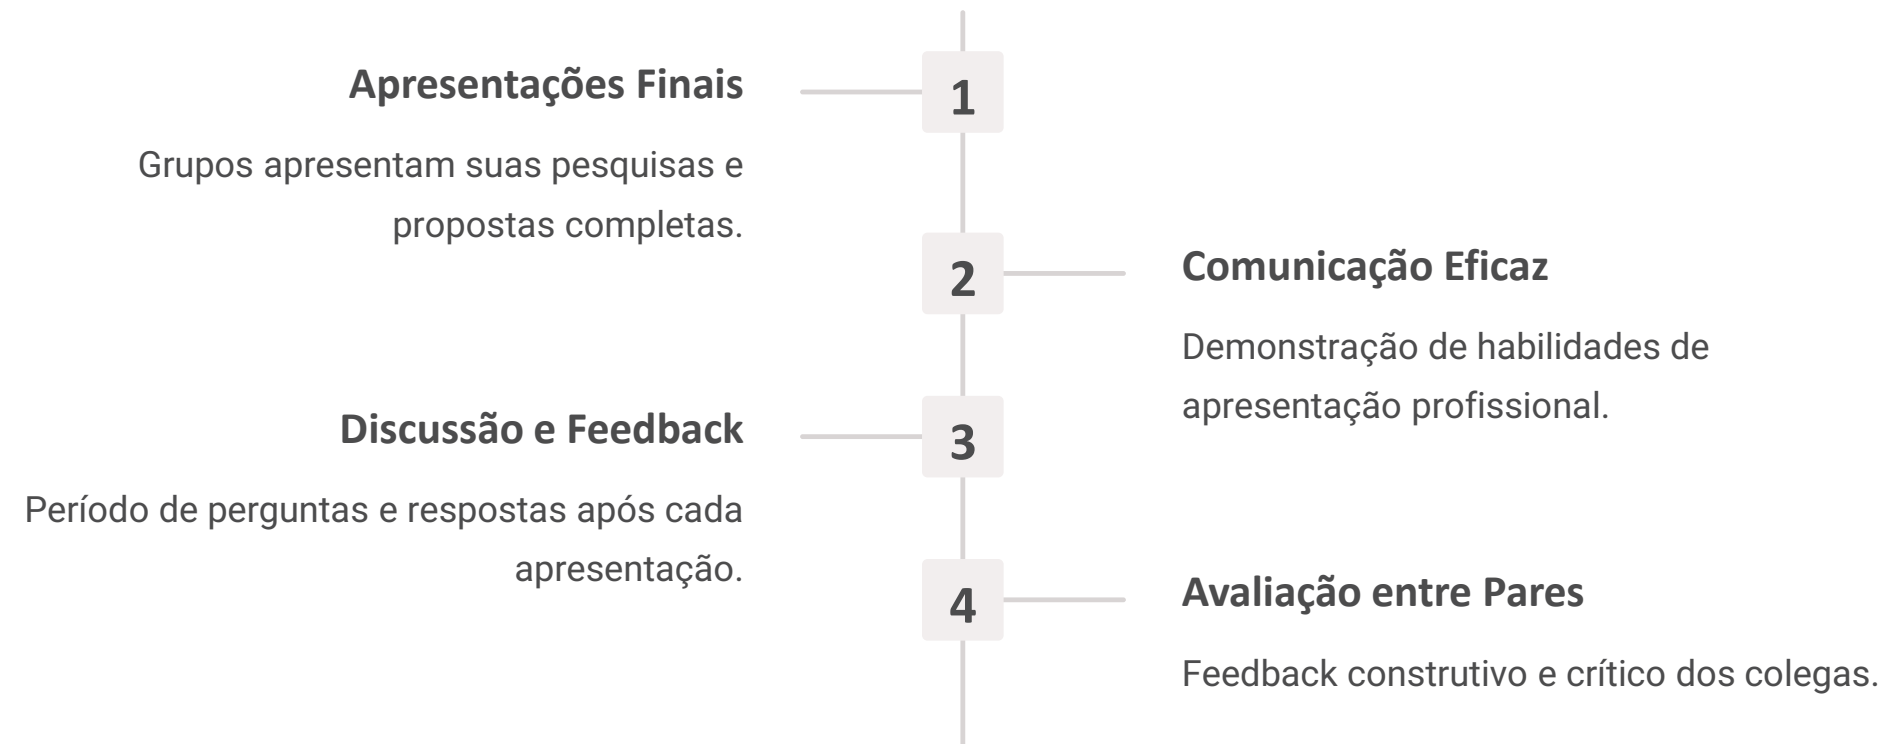 1
Apresentações Finais
Grupos apresentam suas pesquisas e
propostas completas.
2
Comunicação Eficaz
Demonstração de habilidades de
apresentação profissional.
3
Discussão e Feedback
Período de perguntas e respostas após cada
apresentação.
4
Avaliação entre Pares
Feedback construtivo e crítico dos colegas.